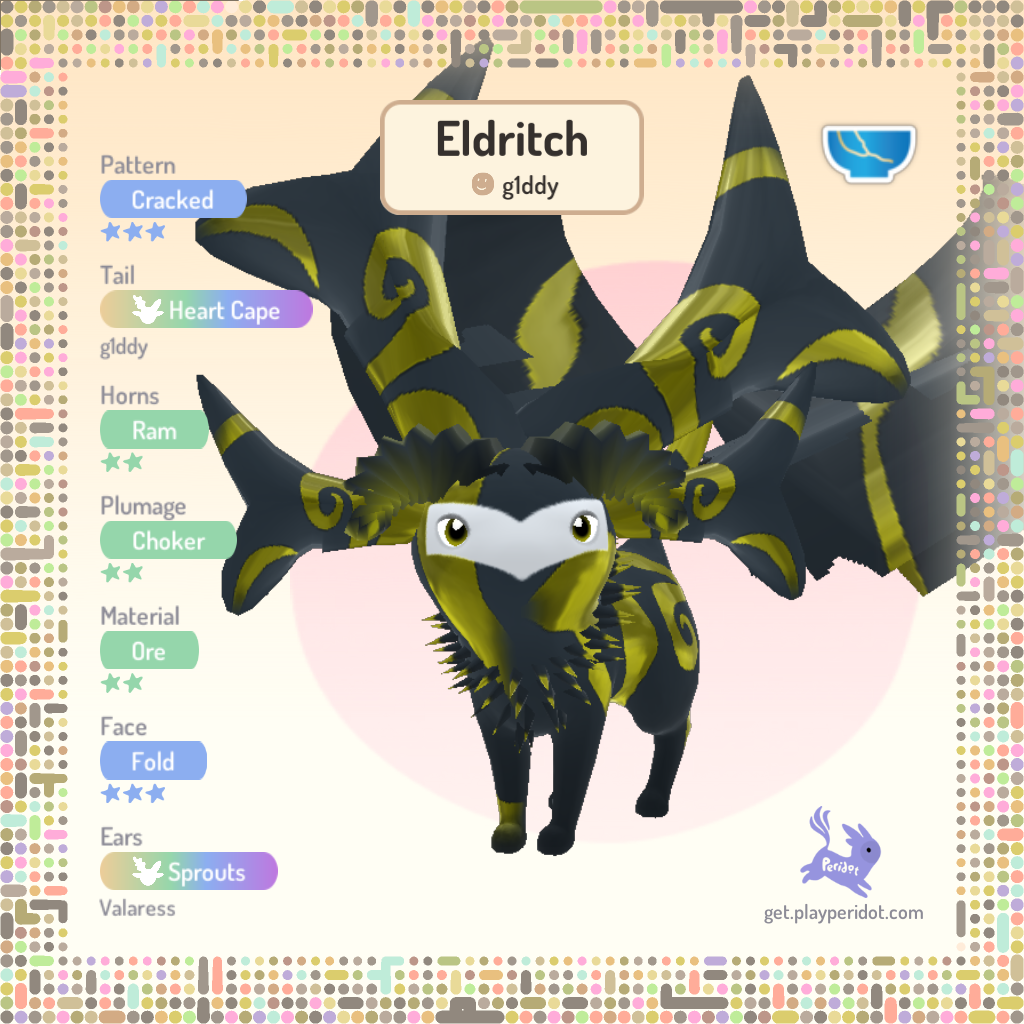 Eldritch
g1ddy
Pattern
Cracked
Tail
Heart Cape
g1ddy
Horns
Ram
Plumage
Choker
Material
Ore
Face
Fold
Ears
Sprouts
Valaress
Peridot
get.playperidot.com